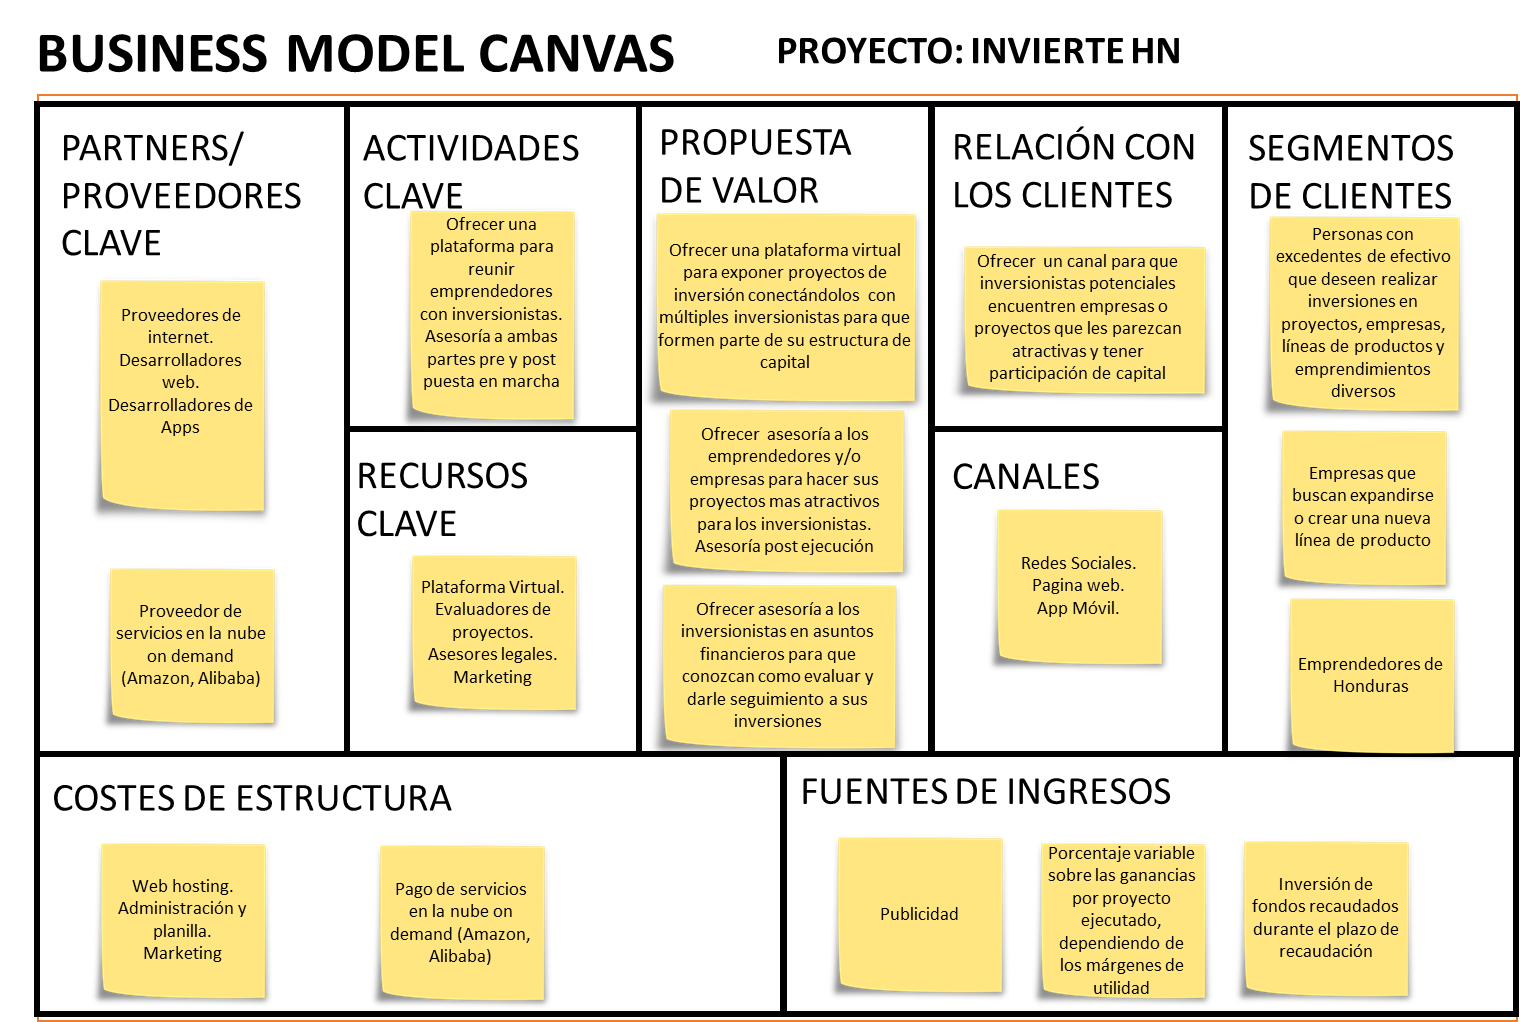 BUSINESS MODEL CANVAS
PROYECTO: INVIERTE HN
PARTNERS/
PROVEEDORES
CLAVE
Proveedores de
internet.
Desarrolladores
web.
Desarrolladores de
Apps
Proveedor de
servicios en la nube
on demand
(Amazon, Alibaba)
ACTIVIDADES
CLAVE
Ofrecer una
plataforma para
reunir
emprendedores
con inversionistas.
Asesoría a ambas
partes pre y post
puesta en marcha
RECURSOS
CLAVE
Plataforma Virtual.
Evaluadores de
proyectos.
Asesores legales.
Marketing
PROPUESTA
DE VALOR
Ofrecer una plataforma virtual
para exponer proyectos de
inversión conectándolos con
múltiples inversionistas para que
formen parte de su estructura de
capital
Ofrecer asesoría a los
emprendedores y/o
empresas para hacer sus
proyectos mas atractivos
para los inversionistas.
Asesoría post ejecución
Ofrecer asesoría a los
inversionistas en asuntos
financieros para que
conozcan como evaluar y
darle seguimiento a sus
inversiones
RELACIÓN CON
LOS CLIENTES
Ofrecer un canal para que
inversionistas potenciales
encuentren empresas o
proyectos que les parezcan
atractivas y tener
participación de capital
CANALES
Redes Sociales.
Pagina web.
App Móvil.
SEGMENTOS
DE CLIENTES
Personas con
excedentes de efectivo
que deseen realizar
inversiones en
proyectos, empresas,
líneas de productos y
emprendimientos
diversos
Empresas que
buscan expandirse
o crear una nueva
línea de producto
Emprendedores de
Honduras
COSTES DE ESTRUCTURA
Web hosting.
Administración y
planilla.
Marketing
Pago de servicios
en la nube on
demand (Amazon,
Alibaba)
FUENTES DE INGRESOS
Publicidad
Porcentaje variable
sobre las ganancias
por proyecto
ejecutado,
dependiendo de
los márgenes de
utilidad
Inversión de
fondos recaudados
durante el plazo de
recaudación